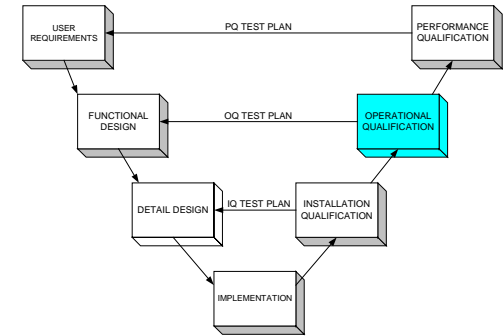 USER
REQUIREMENTS
PQ TEST PLAN
PERFORMANCE
QUALIFICATION
FUNCTIONAL
DESIGN
OQ TEST PLAN
OPERATIONAL
QUALIFICATION
DETAIL DESIGN
IQ TEST PLAN
INSTALLATION
QUALIFICATION
IMPLEMENTATION